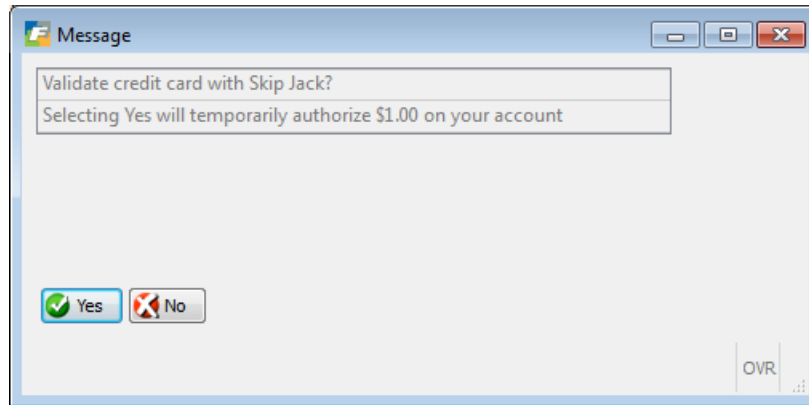 Message
Validate credit card with Skip Jack?
Selecting Yes will temporarily authorize $1.00 on your account
Yes No
OVR